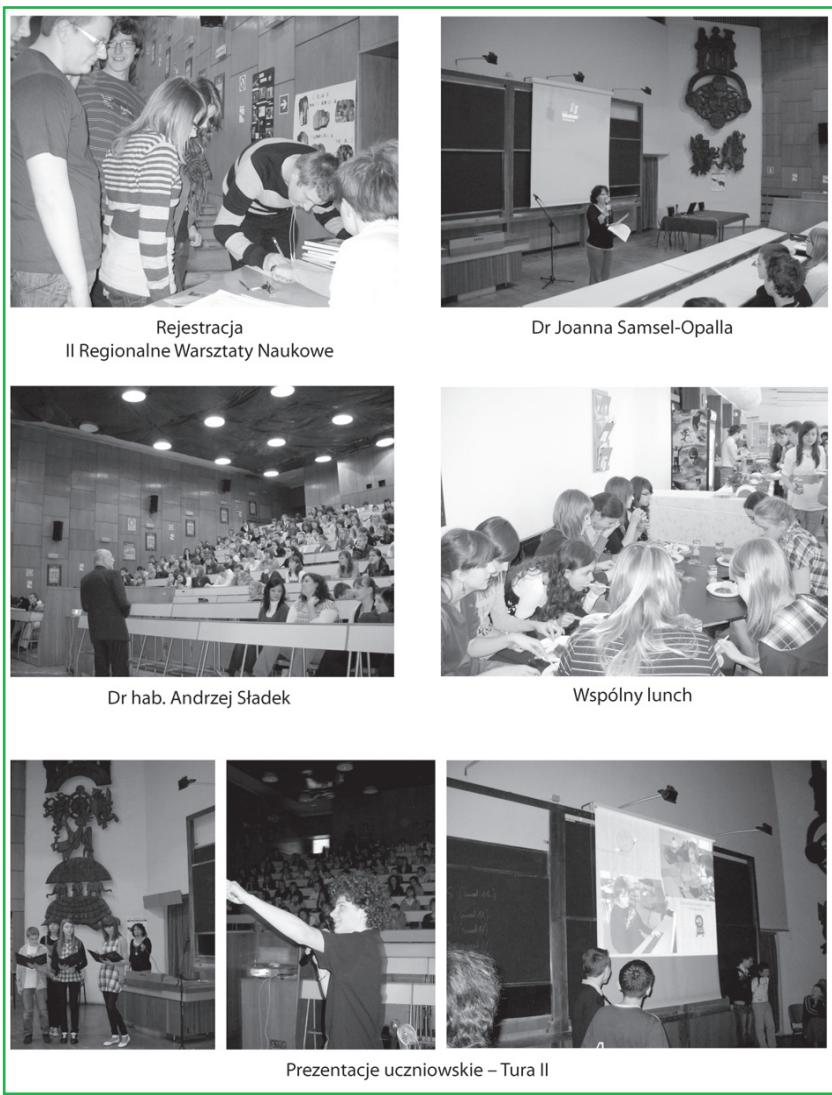 Rejestracja
II Regionalne Warsztaty Naukowe
Dr Joanna Samsel-Opalla
Dr hab. Andrzej Sładek
Wspólny lunch
Prezentacje uczniowskie – Tura II